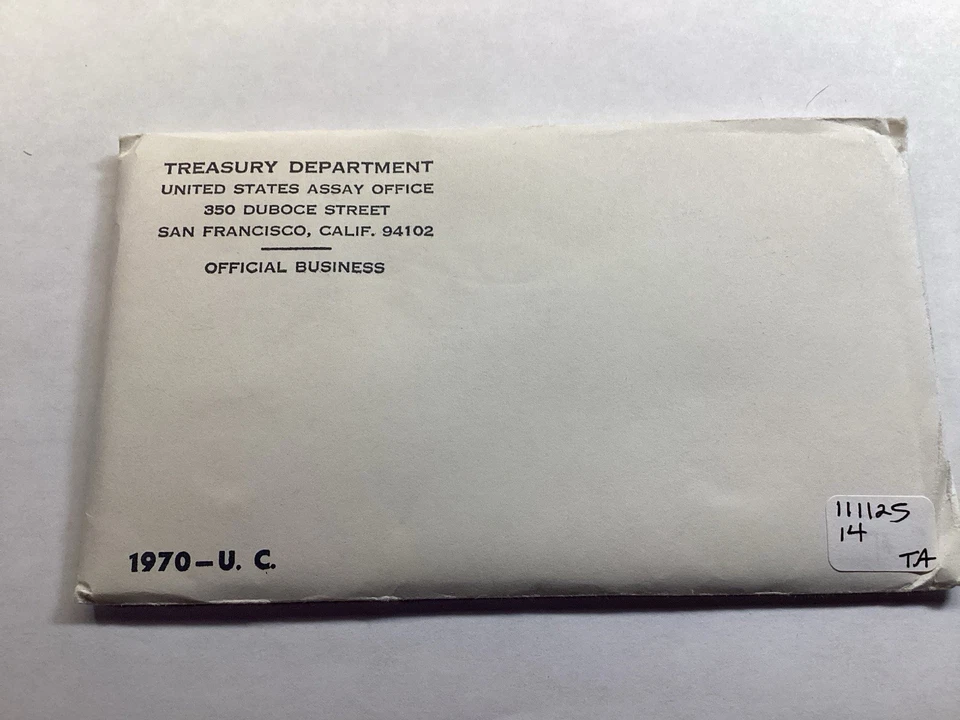 TREASURY DEPARTMENT
UNITED STATES ASSAY OFFICE
350 DUBOCE STREET
SAN FRANCISCO, CALIF. 94102
OFFICIAL BUSINESS
1970-U. C.
111125
14
TA